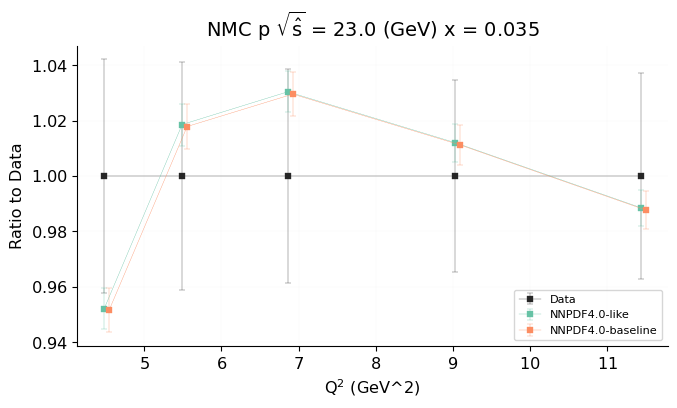 NMC p √ŝ = 23.0 (GeV) x = 0.035
Ratio to Data
1.04
1.02
1.00
0.98
0.96
0.94
Data
NNPDF4.0-like
NNPDF4.0-baseline
5 6 7 8 9 10 11
Q² (GeV^2)